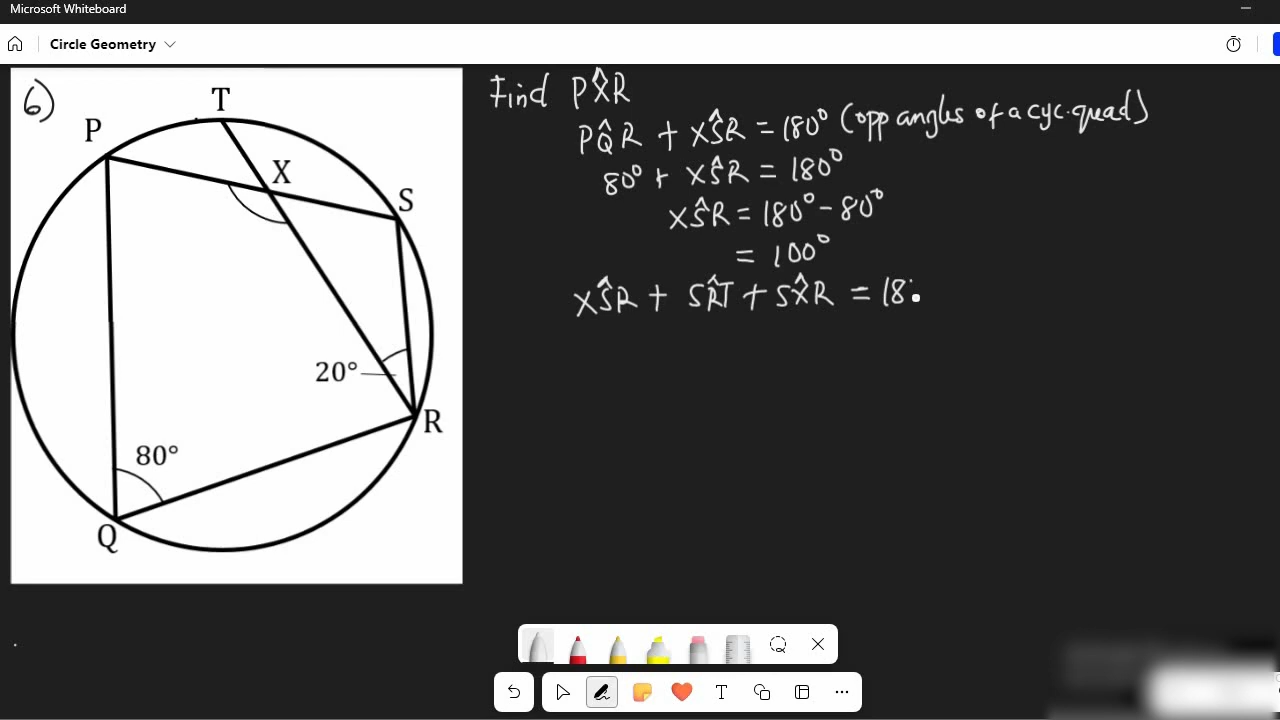 Microsoft Whiteboard
Circle Geometry
6)
T
P
X
S
20°
R
80°
Q
Find PX̂R
PQ̂R + XŜR = 180° (opp angles of a cyc.quad)
80° + XŜR = 180°
XŜR = 180° - 80°
= 100°
XŜR + SR̂T + SX̂R = 18
T